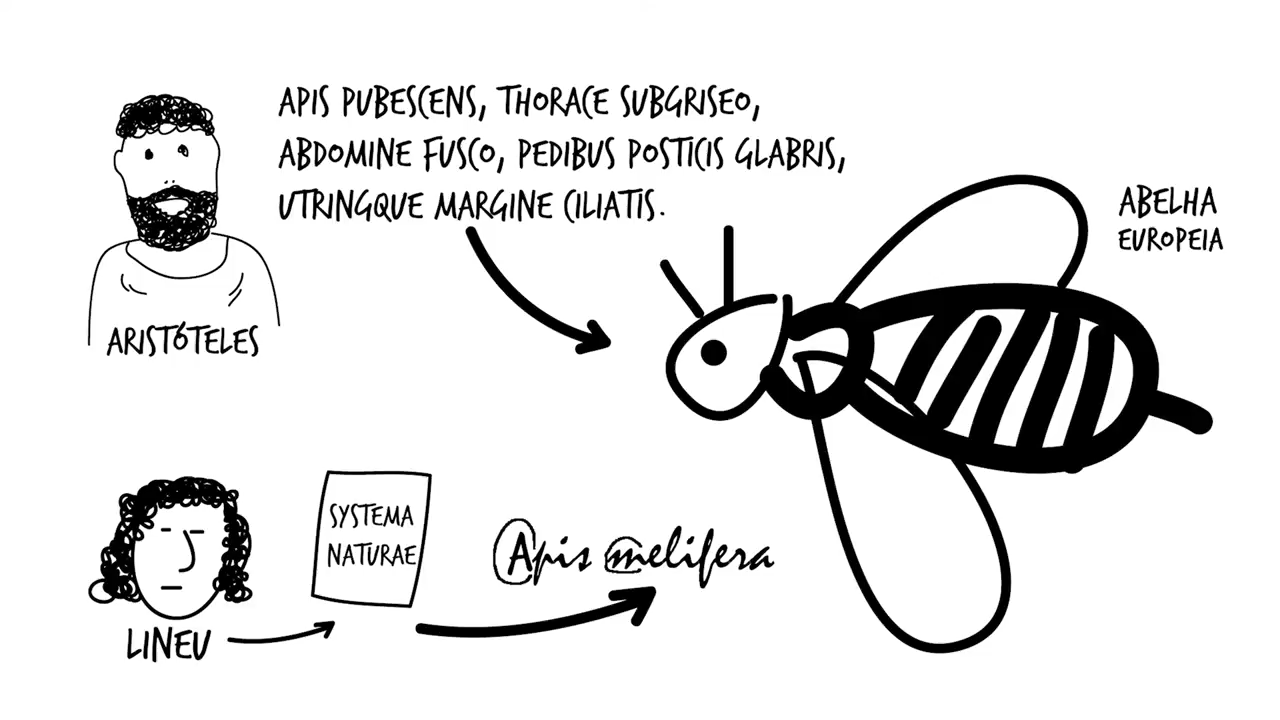 APIS PUBESCENS, THORACE SUBGRISEO,
ABDOMINE FUSCO, PEDIBUS POSTICIS GLABRIS,
UTRINGQUE MARGINE CILIATIS.
ABELHA
EUROPEIA
ARISTÓTELES
SYSTEMA
NATURAE
Apis melifera
LINEU